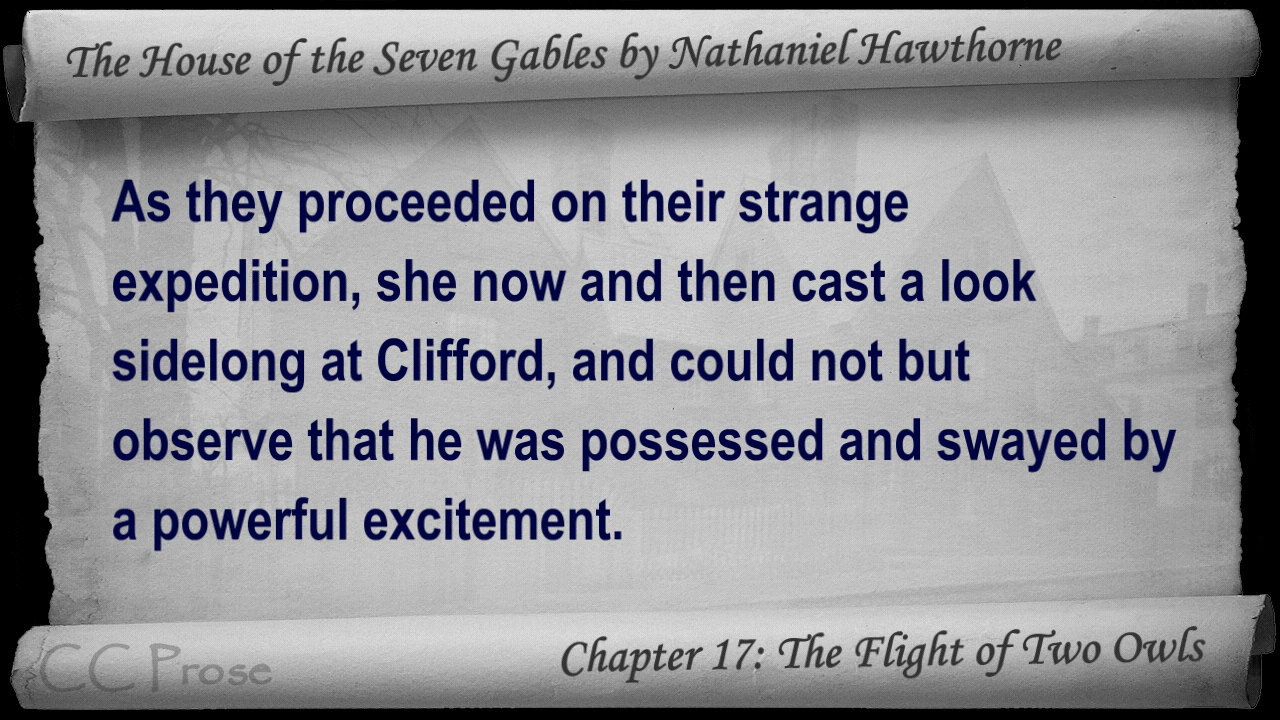 The House of the Seven Gables by Nathaniel Hawthorne
As they proceeded on their strange
expedition, she now and then cast a look
sidelong at Clifford, and could not but
observe that he was possessed and swayed by
a powerful excitement.
CC Prose
Chapter 17: The Flight of Two Owls